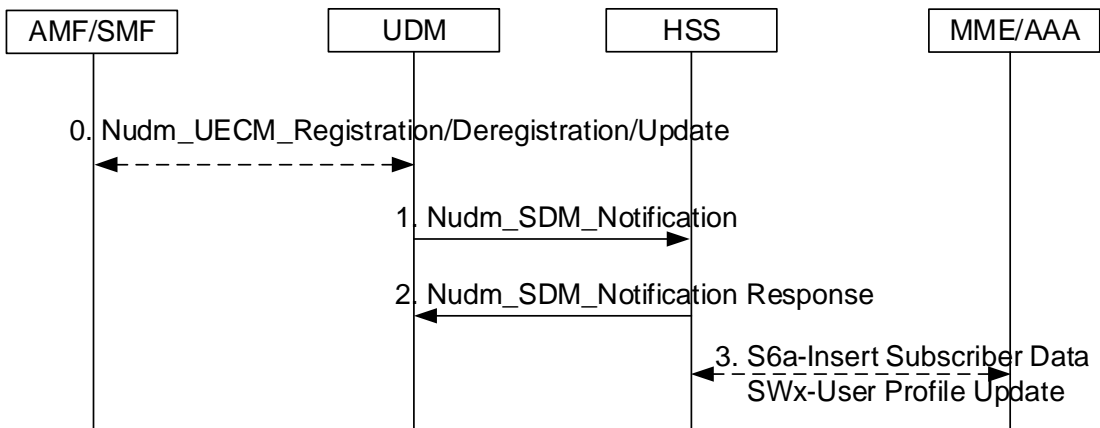 AMF/SMF
UDM
HSS
MME/AAA
0. Nudm_UECM_Registration/Deregistration/Update
1. Nudm_SDM_Notification
2. Nudm_SDM_Notification Response
3. S6a-Insert Subscriber Data
SWx-User Profile Update